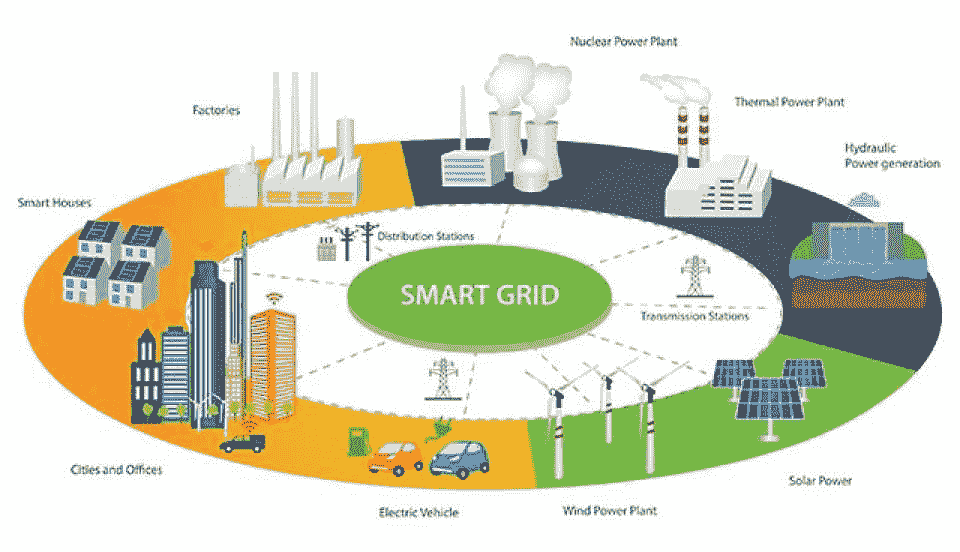 Nuclear Power Plant
Factories
Thermal Power Plant
Hydraulic
Power generation
Smart Houses
Distribution Stations
SMART GRID
Transmission Stations
Cities and Offices
Electric Vehicle
Wind Power Plant
Solar Power